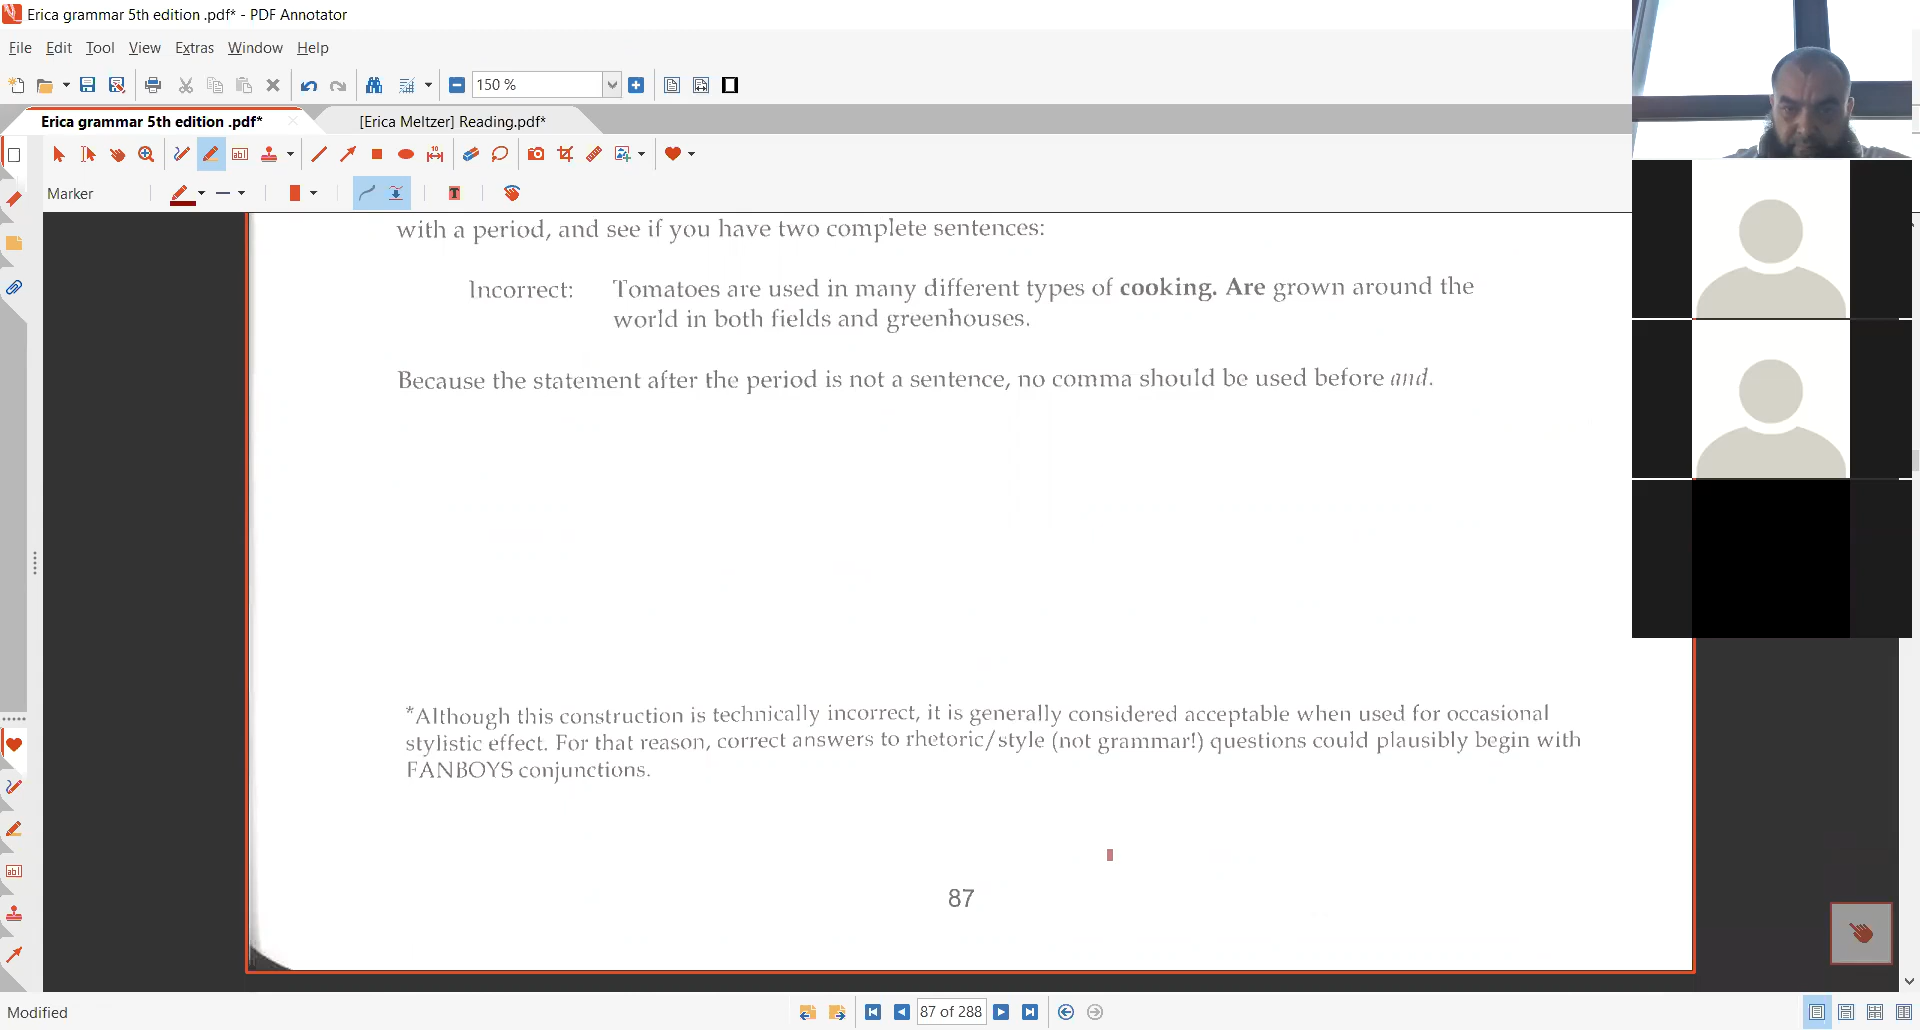 Erica grammar 5th edition .pdf* - PDF Annotator
File Edit Tool View Extras Window Help
150 %
Erica grammar 5th edition .pdf* [Erica Meltzer] Reading.pdf*
Marker
with a period, and see if you have two complete sentences:
Incorrect: Tomatoes are used in many different types of cooking. Are grown around the
world in both fields and greenhouses.
Because the statement after the period is not a sentence, no comma should be used before and.
*Although this construction is technically incorrect, it is generally considered acceptable when used for occasional
stylistic effect. For that reason, correct answers to rhetoric/style (not grammar!) questions could plausibly begin with
FANBOYS conjunctions.
87
Modified 87 of 288